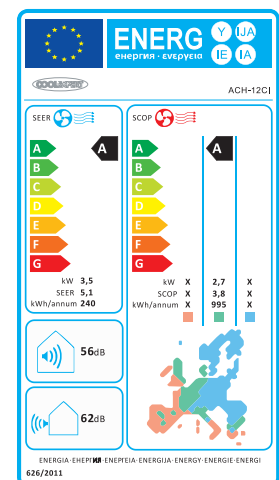 ENERG Y IJA
енергия · ενεργεια IE IA
COOLEXPERT
ACH-12CI
SEER
A A
B
C
D
E
F
G
kW 3,5
SEER 5,1
kWh/annum 240
SCOP
A A
B
C
D
E
F
G
kW X 2,7 X
SCOP X 3,8 X
kWh/annum X 995 X
56dB
62dB
ENERGIA·ЕНЕРГИЯ·ΕΝΕΡΓΕΙΑ·ENERGIJA·ENERGY·ENERGIE·ENERGI
626/2011